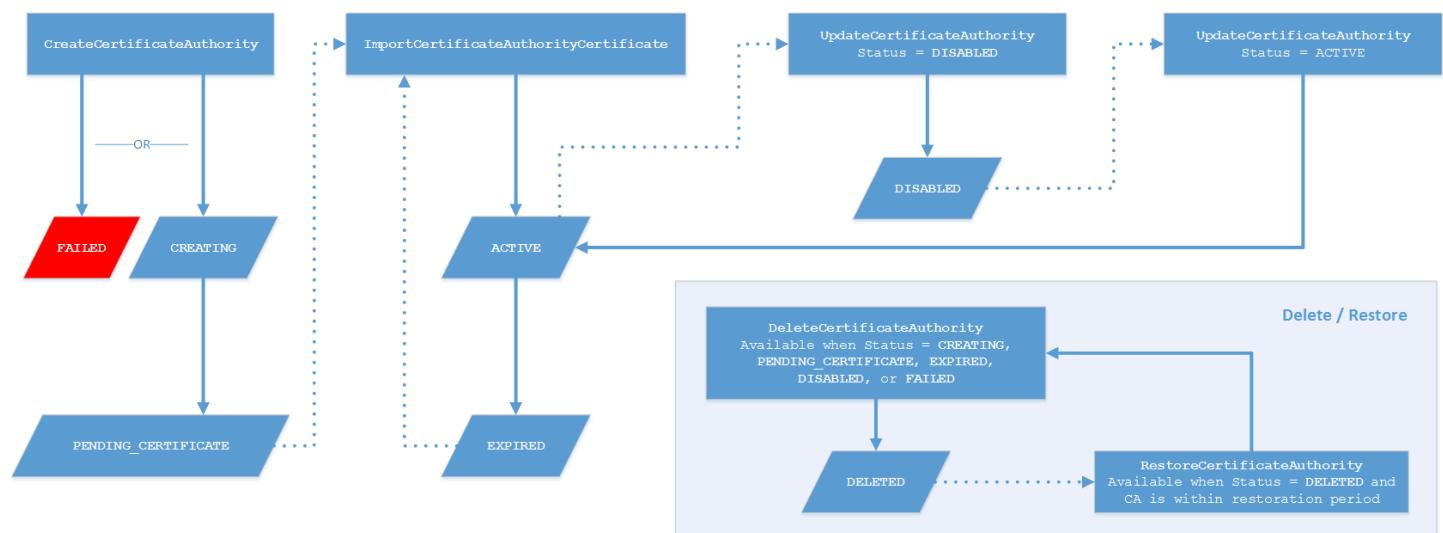 CreateCertificateAuthority
ImportCertificateAuthorityCertificate
UpdateCertificateAuthority
Status = DISABLED
UpdateCertificateAuthority
Status = ACTIVE
OR
DISABLED
FAILED
CREATING
ACTIVE
Delete / Restore
DeleteCertificateAuthority
Available when Status = CREATING,
PENDING_CERTIFICATE, EXPIRED,
DISABLED, or FAILED
PENDING_CERTIFICATE
EXPIRED
DELETED
RestoreCertificateAuthority
Available when Status = DELETED and
CA is within restoration period